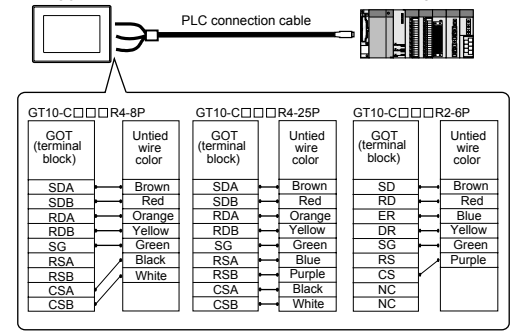 PLC connection cable
GT10-C□□□R4-8P
GOT (terminal block) Untied wire color
SDA Brown
SDB Red
RDA Orange
RDB Yellow
SG Green
RSA Black
RSB White
CSA
CSB
GT10-C□□□R4-25P
GOT (terminal block) Untied wire color
SDA Brown
SDB Red
RDA Orange
RDB Yellow
SG Green
RSA Blue
RSB Purple
CSA Black
CSB White
GT10-C□□□R2-6P
GOT (terminal block) Untied wire color
SD Brown
RD Red
ER Blue
DR Yellow
SG Green
RS Purple
CS
NC
NC